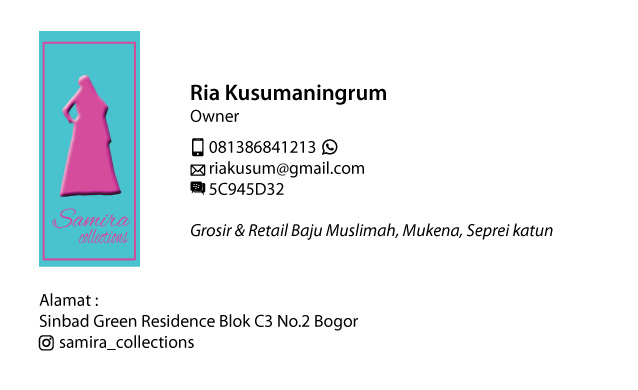 Samira
collections
Ria Kusumaningrum
Owner
081386841213
riakusum@gmail.com
5C945D32
Grosir & Retail Baju Muslimah, Mukena, Seprei katun
Alamat :
Sinbad Green Residence Blok C3 No.2 Bogor
samira_collections